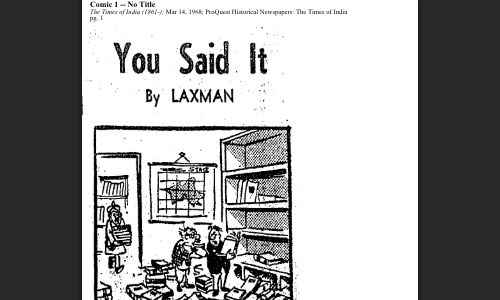 Comic 1 -- No Title
The Times of India (1861-); Mar 14, 1968; ProQuest Historical Newspapers: The Times of India
pg. 1
You Said It
By LAXMAN
STATE